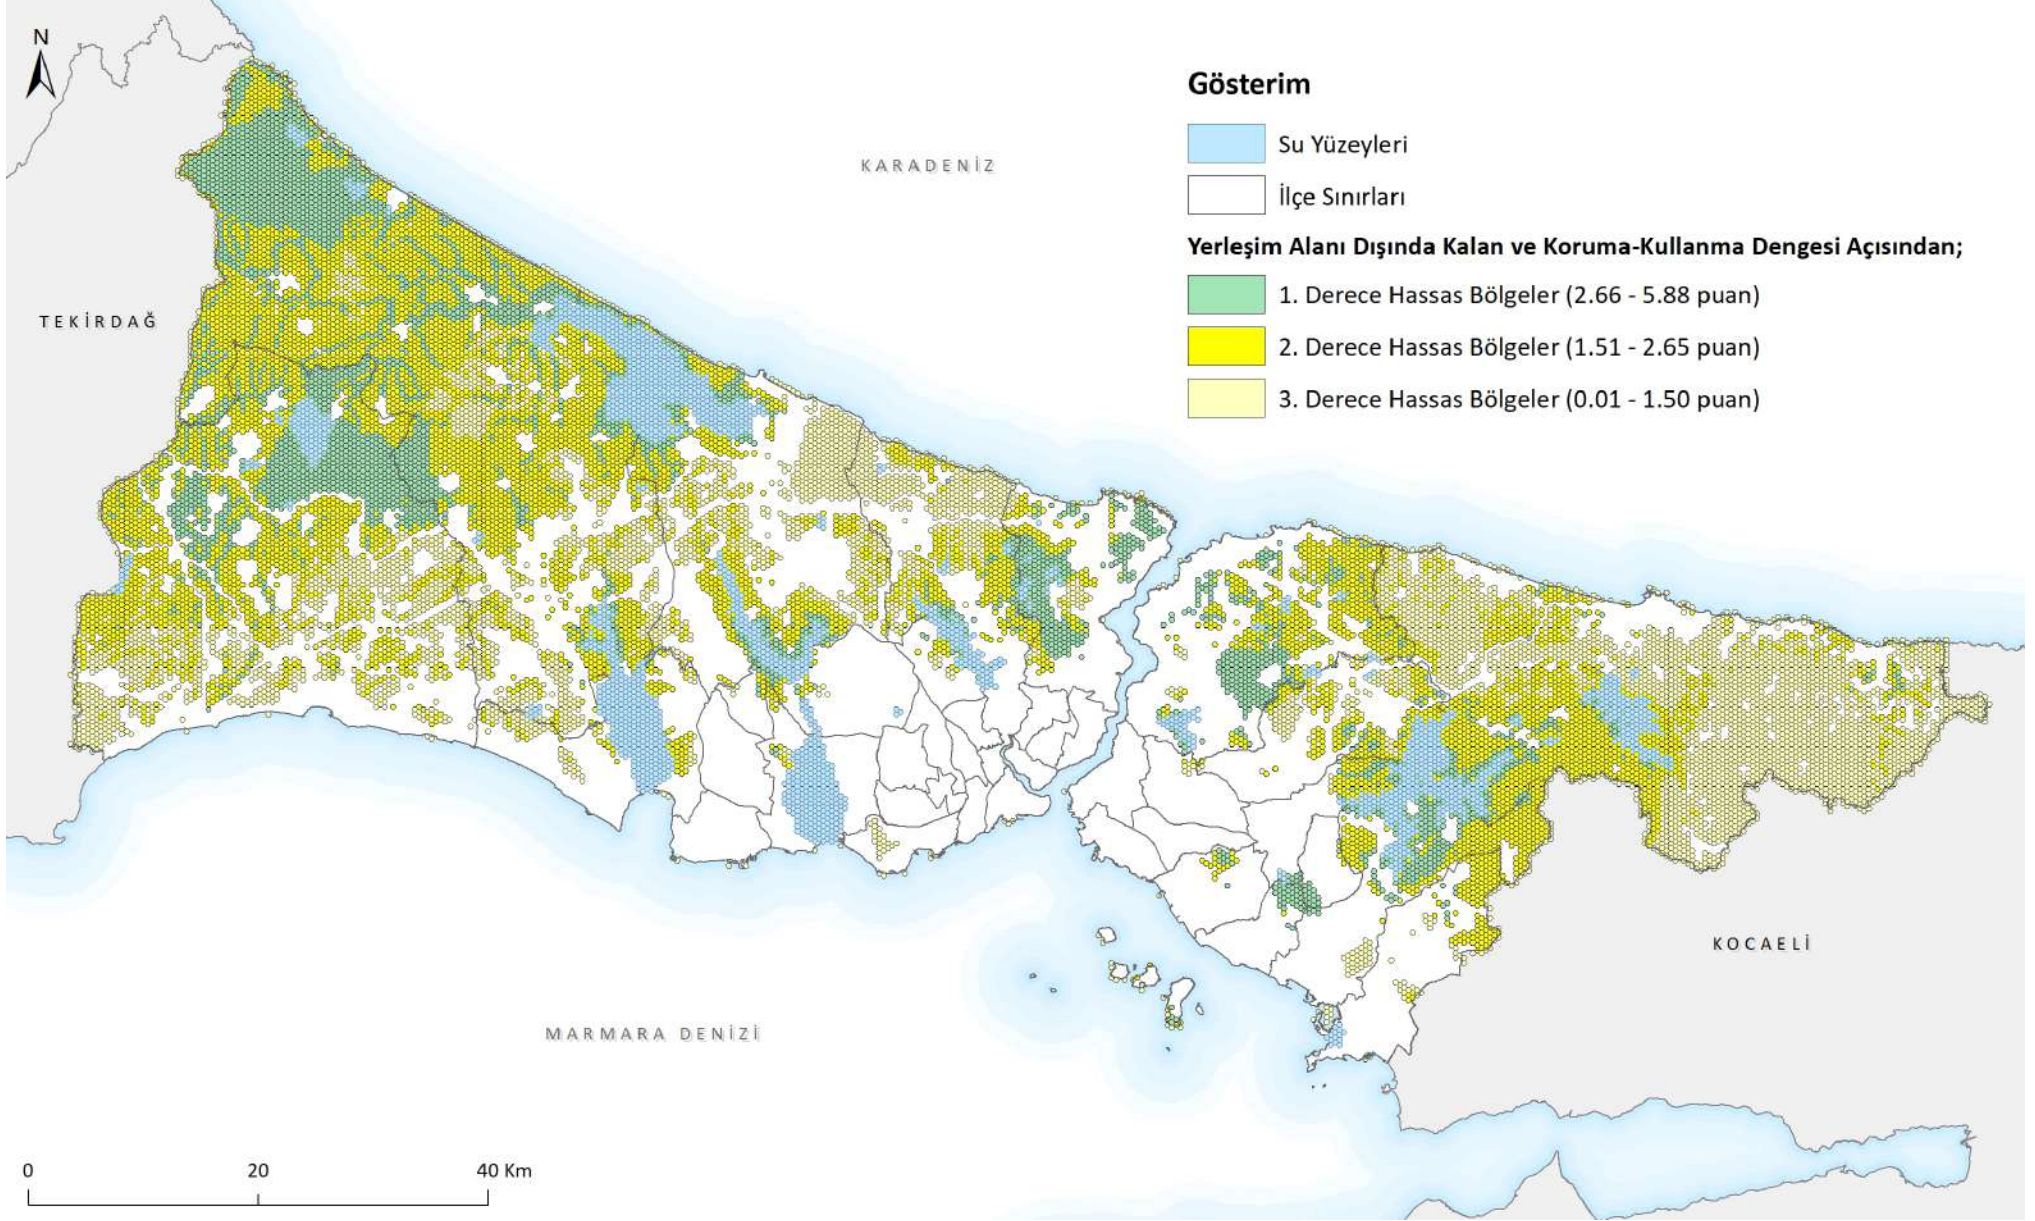 N
Gösterim
Su Yüzeyleri
İlçe Sınırları
Yerleşim Alanı Dışında Kalan ve Koruma-Kullanma Dengesi Açısından;
1. Derece Hassas Bölgeler (2.66 - 5.88 puan)
2. Derece Hassas Bölgeler (1.51 - 2.65 puan)
3. Derece Hassas Bölgeler (0.01 - 1.50 puan)
KARADENİZ
TEKİRDAĞ
KOCAELİ
MARMARA DENİZİ
0 20 40 Km